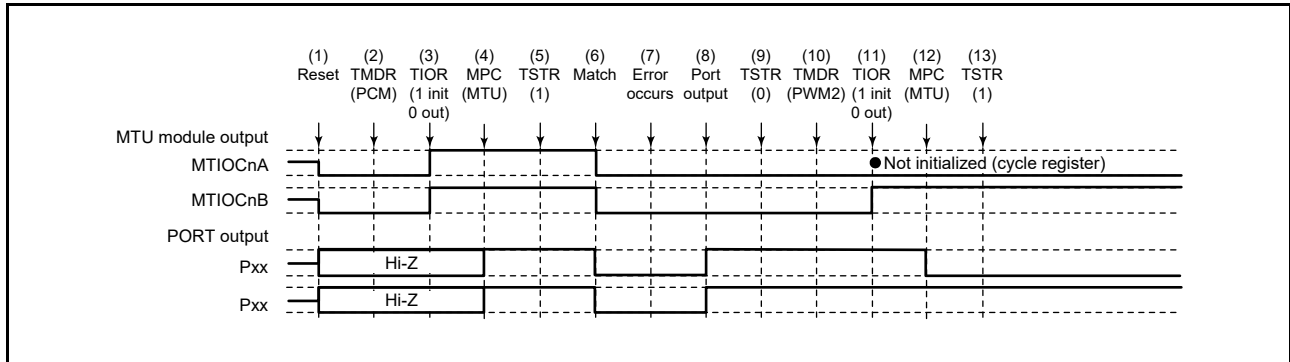 (1) (2) (3) (4) (5) (6) (7) (8) (9) (10) (11) (12) (13)
Reset TMDR TIOR MPC TSTR Match Error Port TSTR TMDR TIOR MPC TSTR
(PCM) (1 init (MTU) (1) occurs output (0) (PWM2) (1 init (MTU) (1)
0 out) 0 out)
MTU module output
MTIOCnA ● Not initialized (cycle register)
MTIOCnB
PORT output
Pxx Hi-Z
Pxx Hi-Z